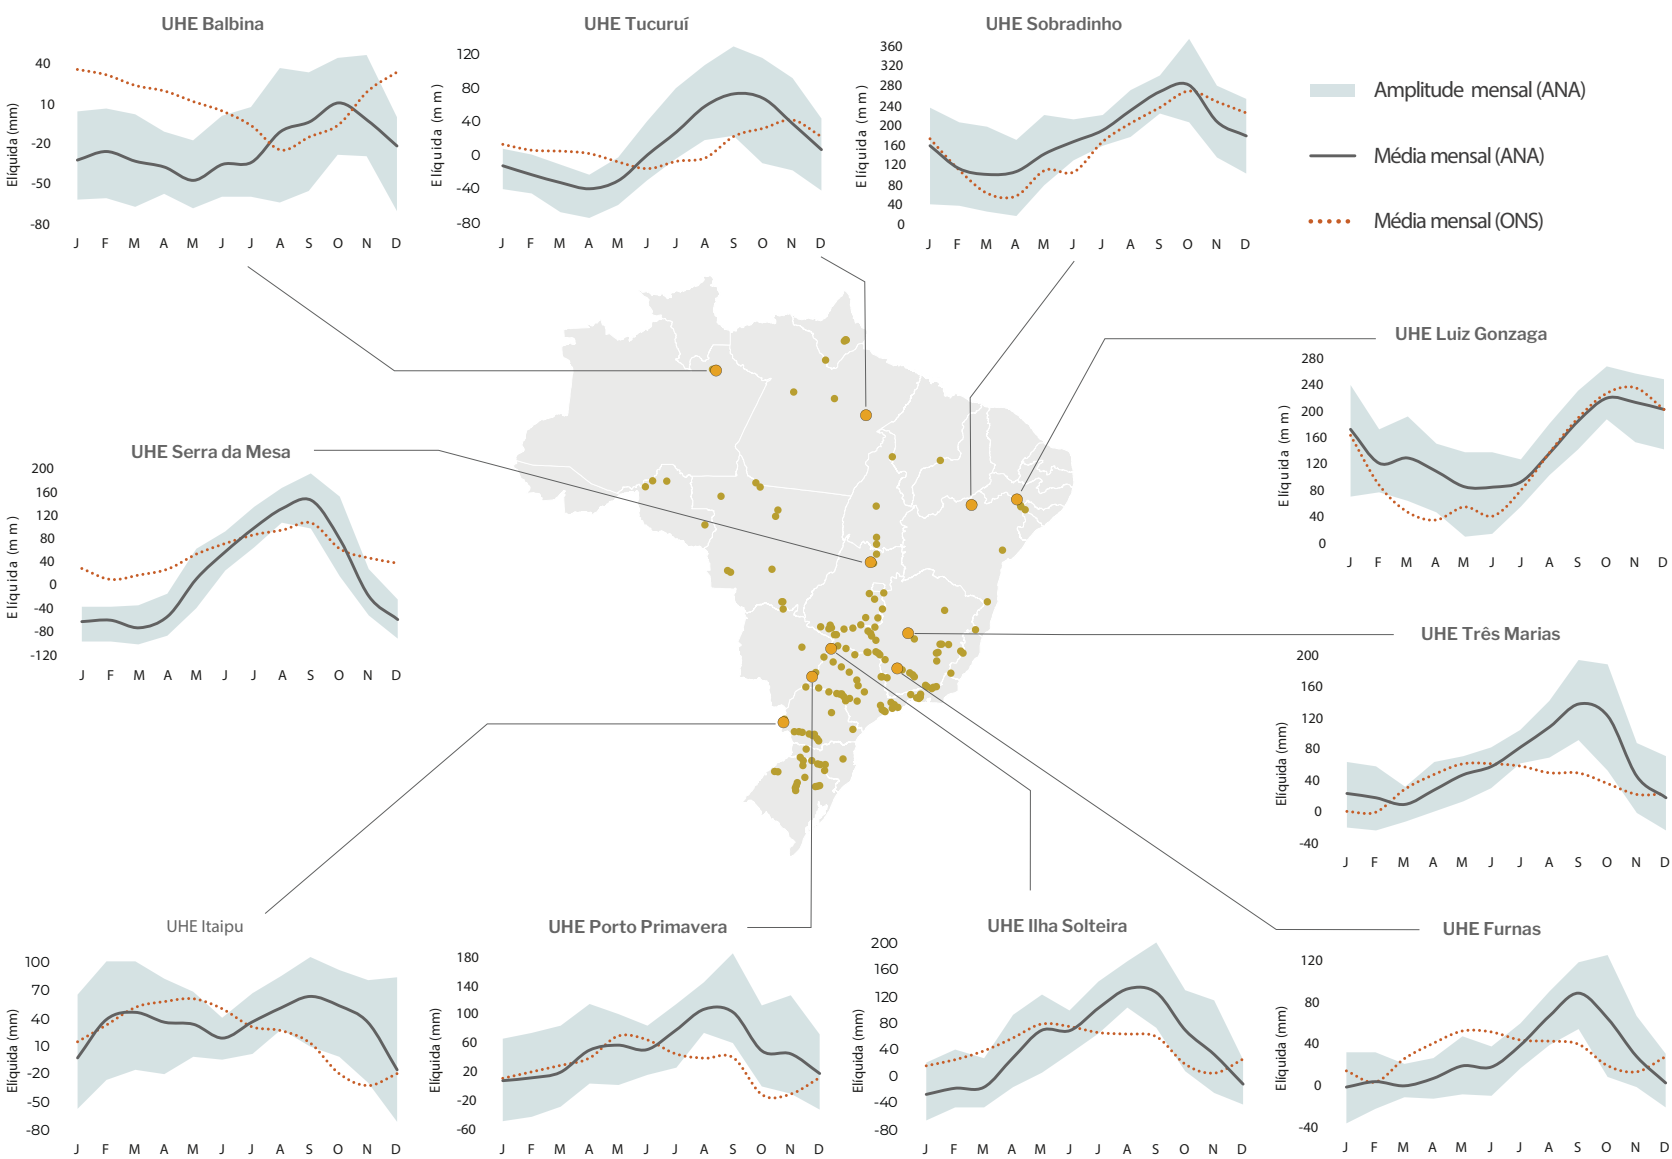 UHE Balbina
Elíquida (mm)
40
10
-20
-50
-80
J F M A M J J A S O N D
UHE Tucuruí
Elíquida (mm)
120
80
40
0
-40
-80
J F M A M J J A S O N D
UHE Sobradinho
Elíquida (mm)
360
320
280
240
200
160
120
80
40
0
J F M A M J J A S O N D
Amplitude mensal (ANA)
Média mensal (ANA)
Média mensal (ONS)
UHE Luiz Gonzaga
Elíquida (mm)
280
240
200
160
120
80
40
0
J F M A M J J A S O N D
UHE Serra da Mesa
Elíquida (mm)
200
160
120
80
40
0
-40
-80
-120
J F M A M J J A S O N D
UHE Três Marias
Elíquida (mm)
200
160
120
80
40
0
-40
J F M A M J J A S O N D
UHE Itaipu
Elíquida (mm)
100
70
40
10
-20
-50
-80
J F M A M J J A S O N D
UHE Porto Primavera
Elíquida (mm)
180
140
100
60
20
-20
-60
J F M A M J J A S O N D
UHE Ilha Solteira
Elíquida (mm)
200
160
120
80
40
0
-40
-80
J F M A M J J A S O N D
UHE Furnas
Elíquida (mm)
120
80
40
0
-40
J F M A M J J A S O N D